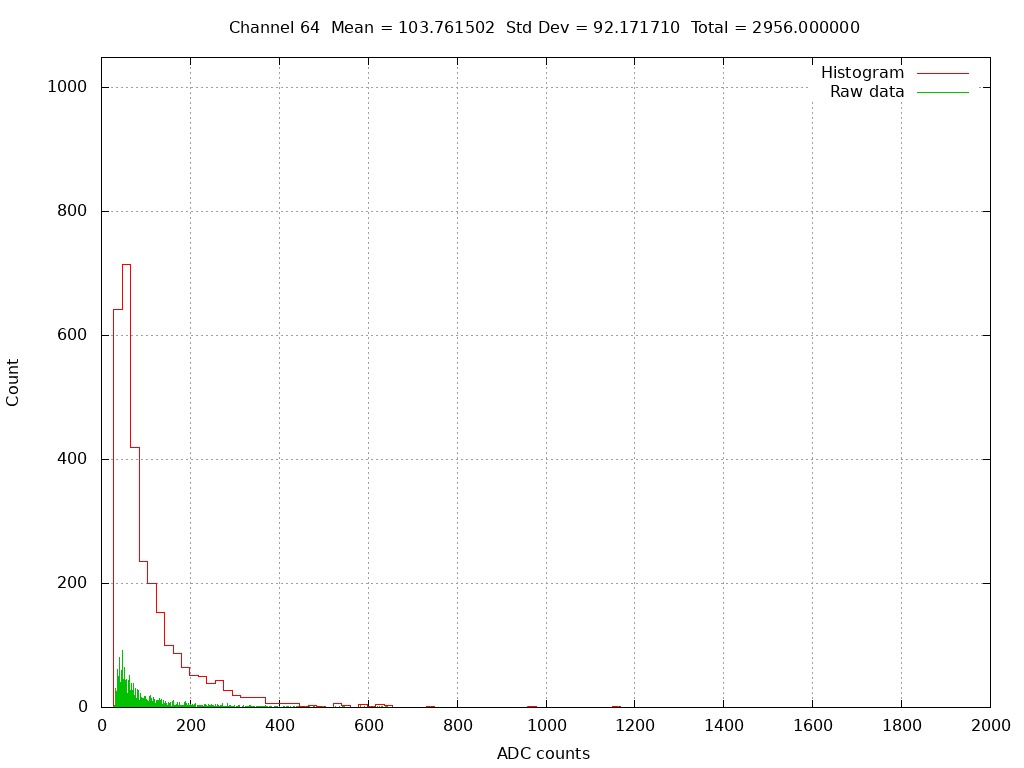 Channel 64  Mean = 103.761502  Std Dev = 92.171710  Total = 2956.000000
Histogram
Raw data
1000
800
600
400
200
0
Count
0 200 400 600 800 1000 1200 1400 1600 1800 2000
ADC counts